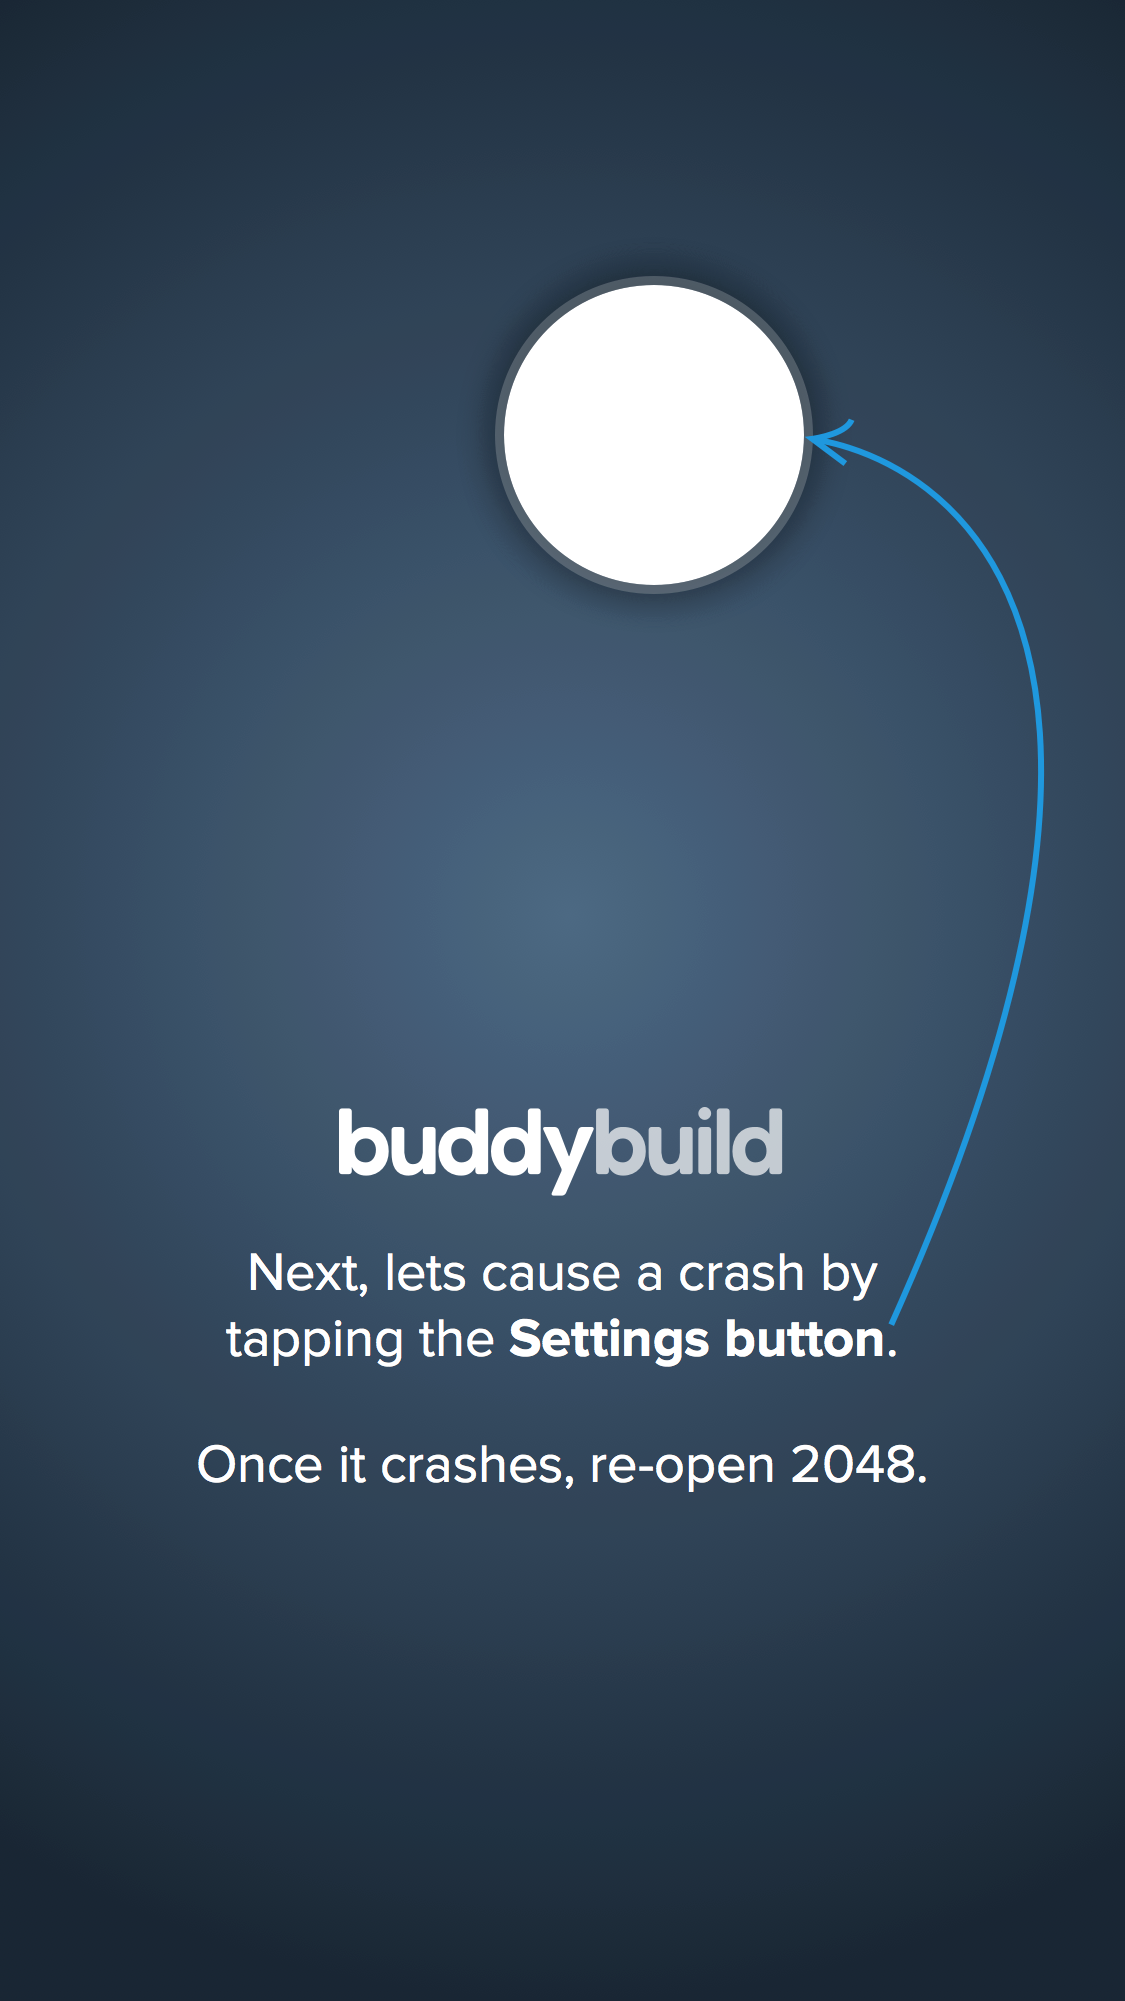 buddybuild
Next, lets cause a crash by
tapping the Settings button.
Once it crashes, re-open 2048.